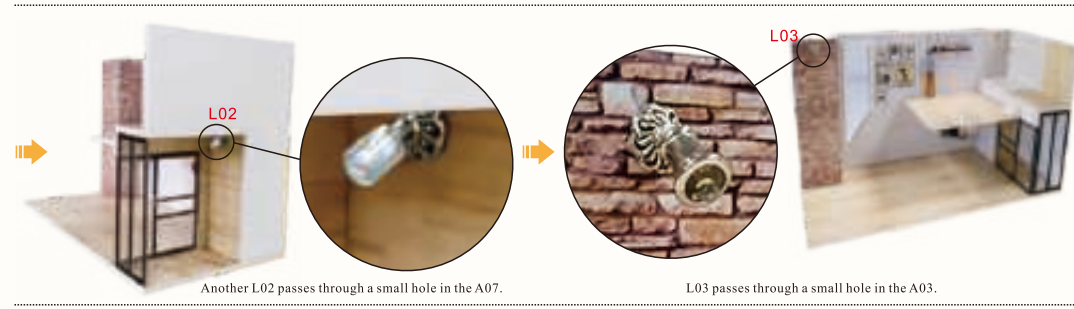 L02
Another L02 passes through a small hole in the A07.
L03
L03 passes through a small hole in the A03.